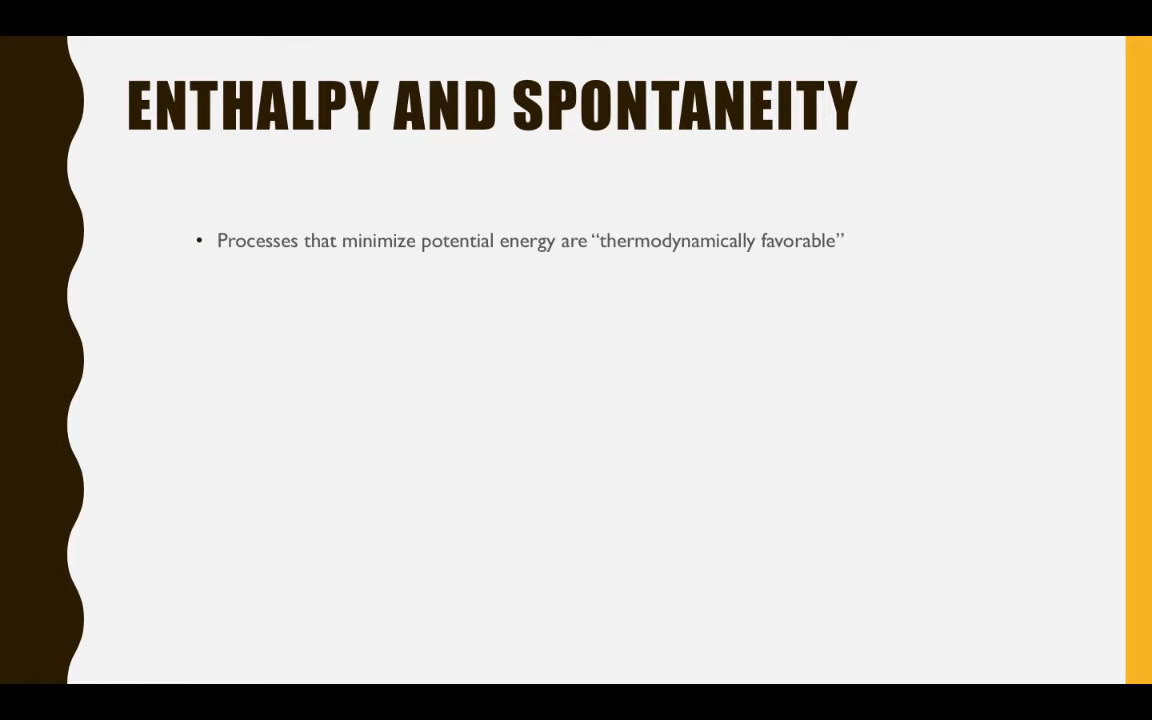 ENTHALPY AND SPONTANEITY
• Processes that minimize potential energy are “thermodynamically favorable”